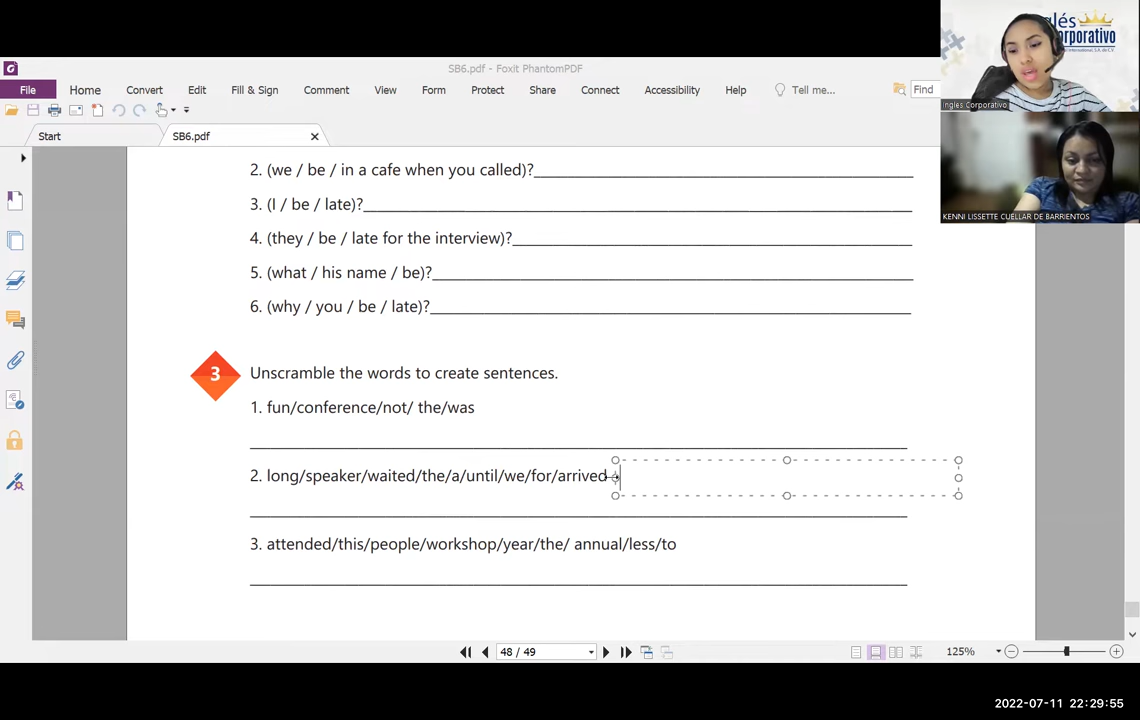 SB6.pdf - Foxit PhantomPDF
File Home Convert Edit Fill & Sign Comment View Form Protect Share Connect Accessibility Help Tell me... Find
Start SB6.pdf
2. (we / be / in a cafe when you called)?
3. (I / be / late)?
4. (they / be / late for the interview)?
5. (what / his name / be)?
6. (why / you / be / late)?
3 Unscramble the words to create sentences.
1. fun/conference/not/ the/was
2. long/speaker/waited/the/a/until/we/for/arrived
3. attended/this/people/workshop/year/the/ annual/less/to
48 / 49
125%
Inglés Corporativo
KENNI LISSETTE CUELLAR DE BARRIENTOS
2022-07-11 22:29:55